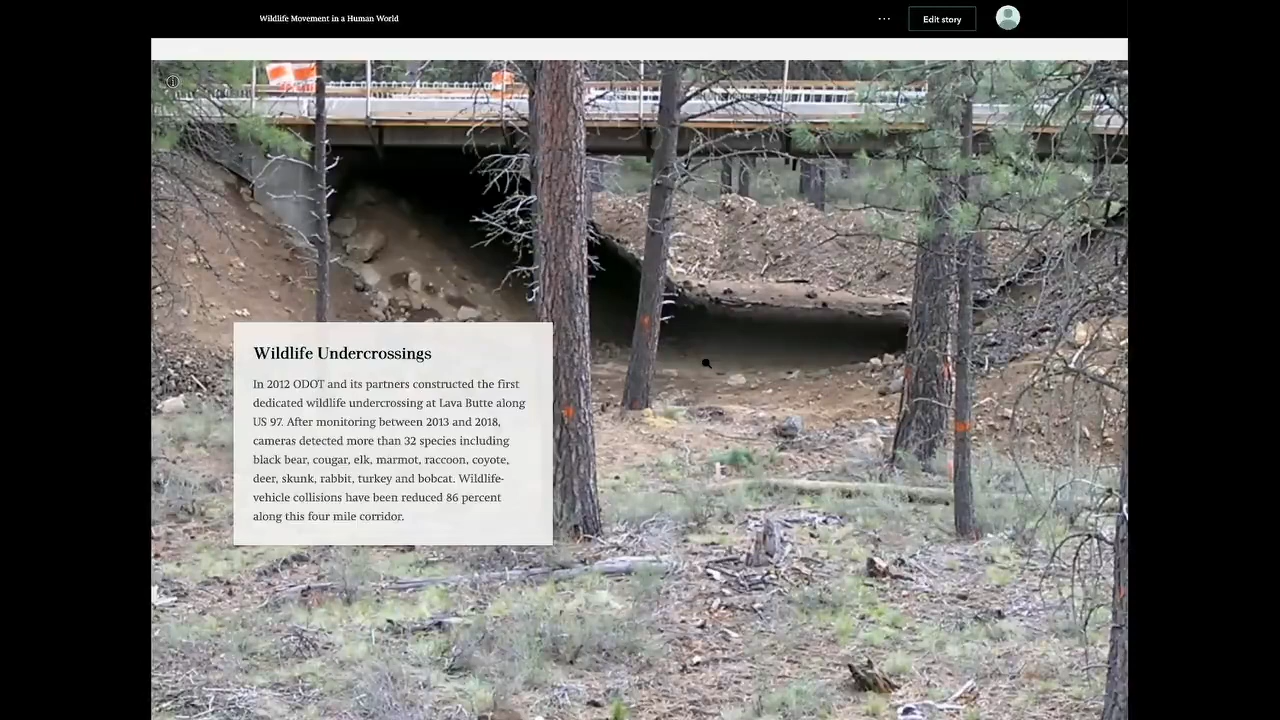 Wildlife Movement in a Human World
Edit story
Wildlife Undercrossings
In 2012 ODOT and its partners constructed the first
dedicated wildlife undercrossing at Lava Butte along
US 97. After monitoring between 2013 and 2018,
cameras detected more than 32 species including
black bear, cougar, elk, marmot, raccoon, coyote,
deer, skunk, rabbit, turkey and bobcat. Wildlife-
vehicle collisions have been reduced 86 percent
along this four mile corridor.